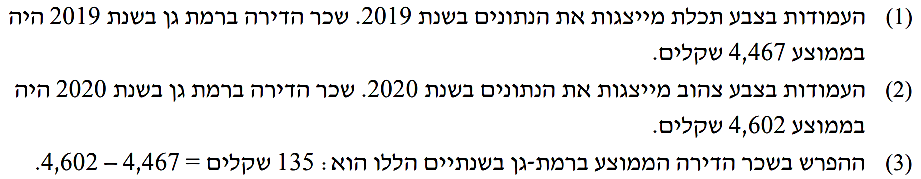 (1) העמודות בצבע תכלת מייצגות את הנתונים בשנת 2019. שכר הדירה ברמת גן בשנת 2019 היה
בממוצע 4,467 שקלים.
(2) העמודות בצבע צהוב מייצגות את הנתונים בשנת 2020. שכר הדירה ברמת גן בשנת 2020 היה
בממוצע 4,602 שקלים.
(3) ההפרש בשכר הדירה הממוצע ברמת-גן בשנתיים הללו הוא: 135 שקלים = 4,467 – 4,602.